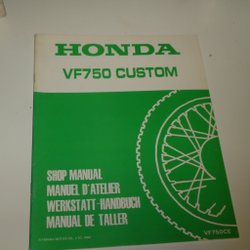 HONDA
VF750 CUSTOM
SHOP MANUAL
MANUEL D'ATELIER
WERKSTATT-HANDBUCH
MANUAL DE TALLER
VF750CE